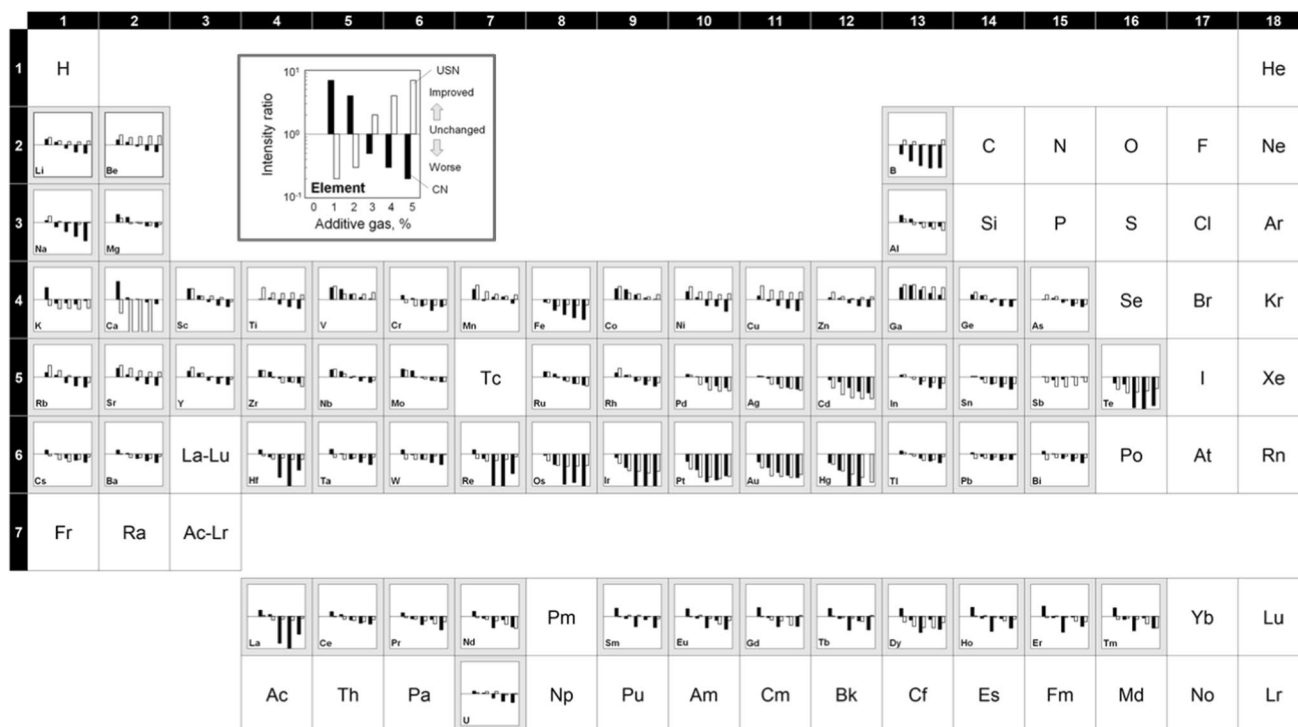 1 2 3 4 5 6 7 8 9 10 11 12 13 14 15 16 17 18
1 H He
10¹ USN
Improved
Intensity ratio
10⁰ Unchanged
Worse
Element
10⁻¹ CN
0 1 2 3 4 5
Additive gas, %
2 Li Be B C N O F Ne
3 Na Mg Al Si P S Cl Ar
4 K Ca Sc Ti V Cr Mn Fe Co Ni Cu Zn Ga Ge As Se Br Kr
5 Rb Sr Y Zr Nb Mo Tc Ru Rh Pd Ag Cd In Sn Sb Te I Xe
6 Cs Ba La-Lu Hf Ta W Re Os Ir Pt Au Hg Tl Pb Bi Po At Rn
7 Fr Ra Ac-Lr
La Ce Pr Nd Pm Sm Eu Gd Tb Dy Ho Er Tm Yb Lu
Ac Th Pa U Np Pu Am Cm Bk Cf Es Fm Md No Lr